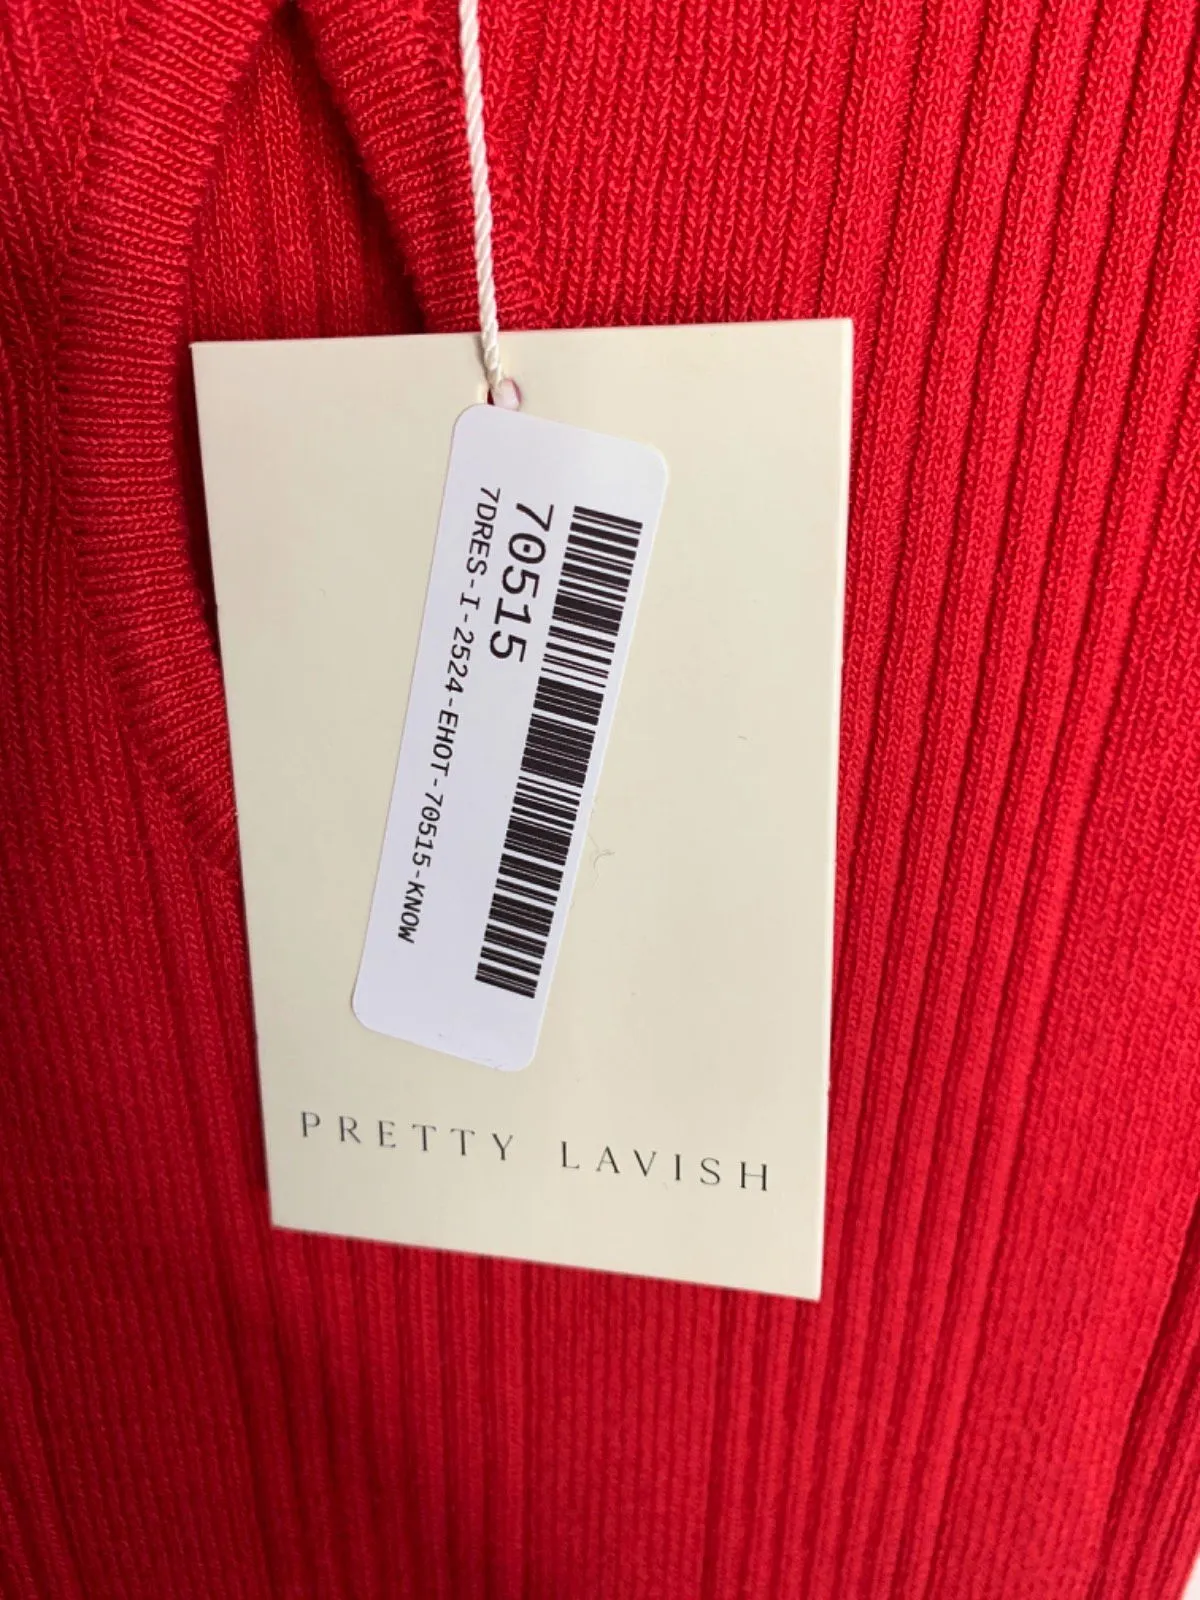 70515
7DRES-I-2524-EHOT-70515-KNOW
PRETTY LAVISH